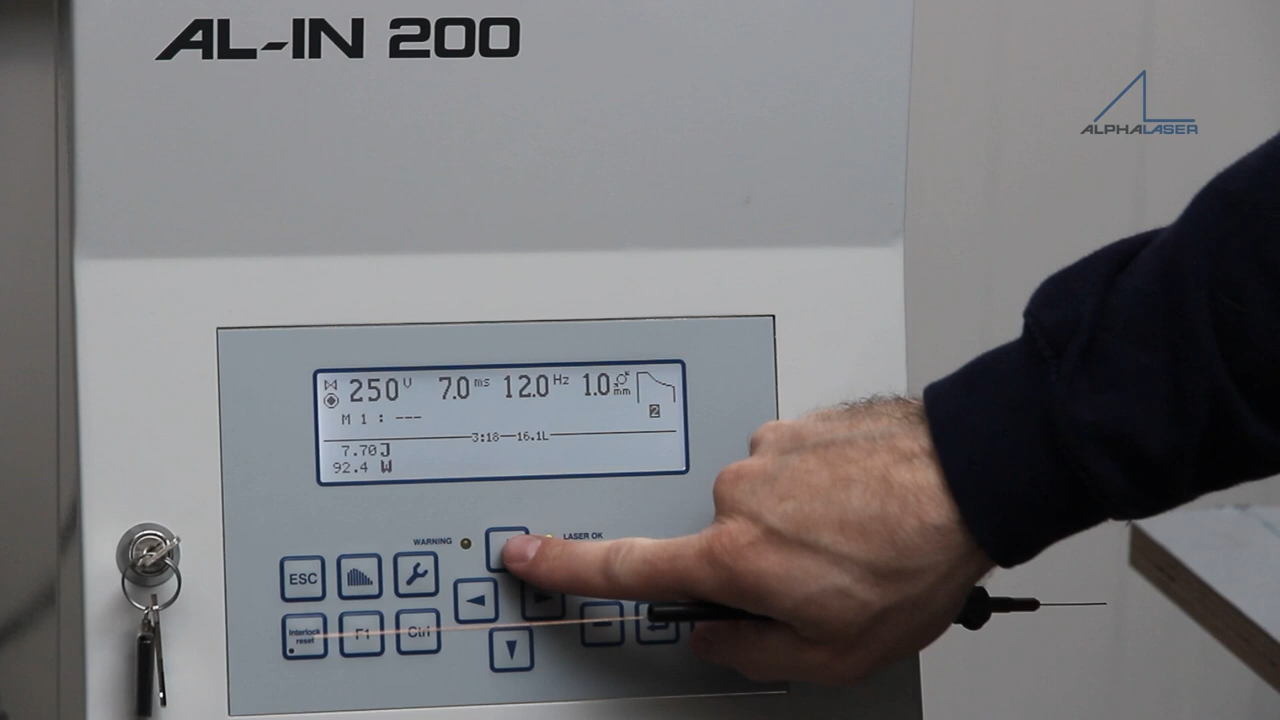 AL-IN 200
ALPHALASER
250 V 7.0 ms 12.0 Hz 1.0 mm
2
M 1 : ---
3:18 16.1L
7.70 J
92.4 W
WARNING LASER OK
ESC
Interlock reset F1 Ctrl